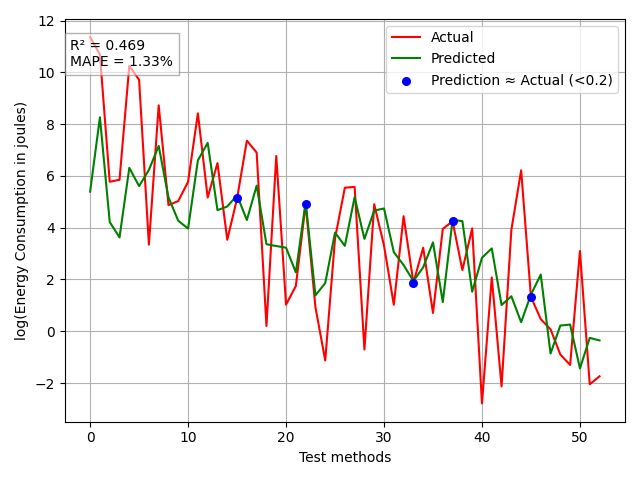 12
10
8
6
4
2
0
−2
log(Energy Consumption in joules)
R² = 0.469
MAPE = 1.33%
Actual
Predicted
Prediction ≈ Actual (<0.2)
0 10 20 30 40 50
Test methods